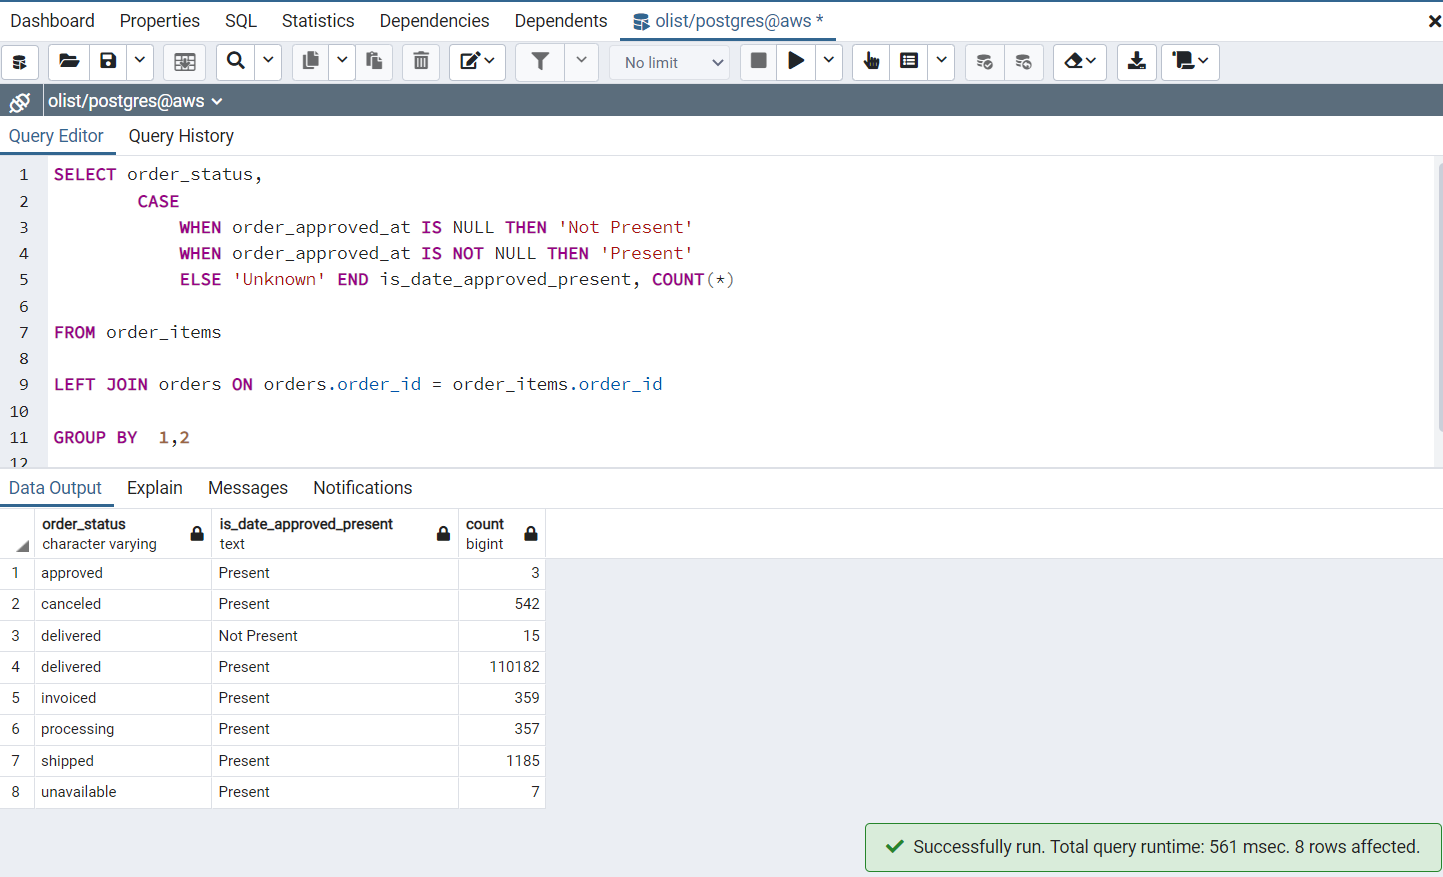 Dashboard Properties SQL Statistics Dependencies Dependents olist/postgres@aws *
No limit
olist/postgres@aws
Query Editor Query History
1 SELECT order_status,
2 CASE
3 WHEN order_approved_at IS NULL THEN 'Not Present'
4 WHEN order_approved_at IS NOT NULL THEN 'Present'
5 ELSE 'Unknown' END is_date_approved_present, COUNT(*)
6
7 FROM order_items
8
9 LEFT JOIN orders ON orders.order_id = order_items.order_id
10
11 GROUP BY 1,2
12
Data Output Explain Messages Notifications
order_status is_date_approved_present count
character varying text bigint
1 approved Present 3
2 canceled Present 542
3 delivered Not Present 15
4 delivered Present 110182
5 invoiced Present 359
6 processing Present 357
7 shipped Present 1185
8 unavailable Present 7
Successfully run. Total query runtime: 561 msec. 8 rows affected.